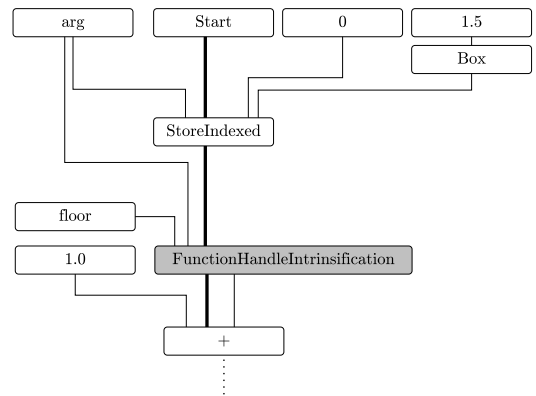 arg
Start
0
1.5
Box
StoreIndexed
floor
1.0
FunctionHandleIntrinsification
+